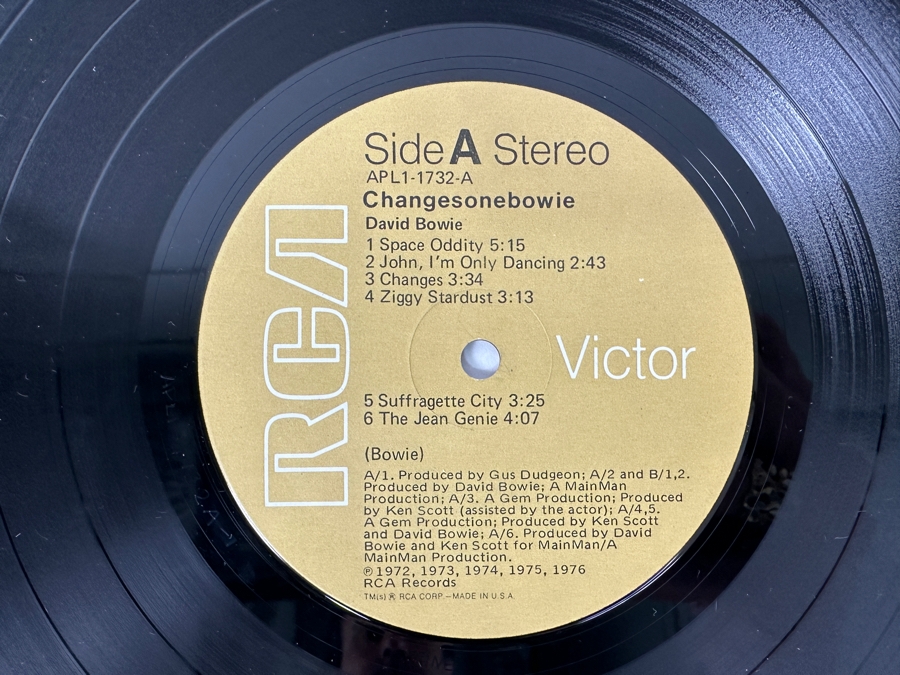 Side A Stereo
APL1-1732-A
Changesonebowie
David Bowie
1 Space Oddity 5:15
2 John, I'm Only Dancing 2:43
3 Changes 3:34
4 Ziggy Stardust 3:13
RCA
Victor
5 Suffragette City 3:25
6 The Jean Genie 4:07
(Bowie)
A/1. Produced by Gus Dudgeon; A/2 and B/1,2.
Produced by David Bowie; A MainMan
Production; A/3. A Gem Production; Produced
by Ken Scott (assisted by the actor); A/4,5.
A Gem Production; Produced by Ken Scott
and David Bowie; A/6. Produced by David
Bowie and Ken Scott for MainMan/A
MainMan Production.
℗ 1972, 1973, 1974, 1975, 1976
RCA Records
TM(s) ® RCA CORP.—MADE IN U.S.A.